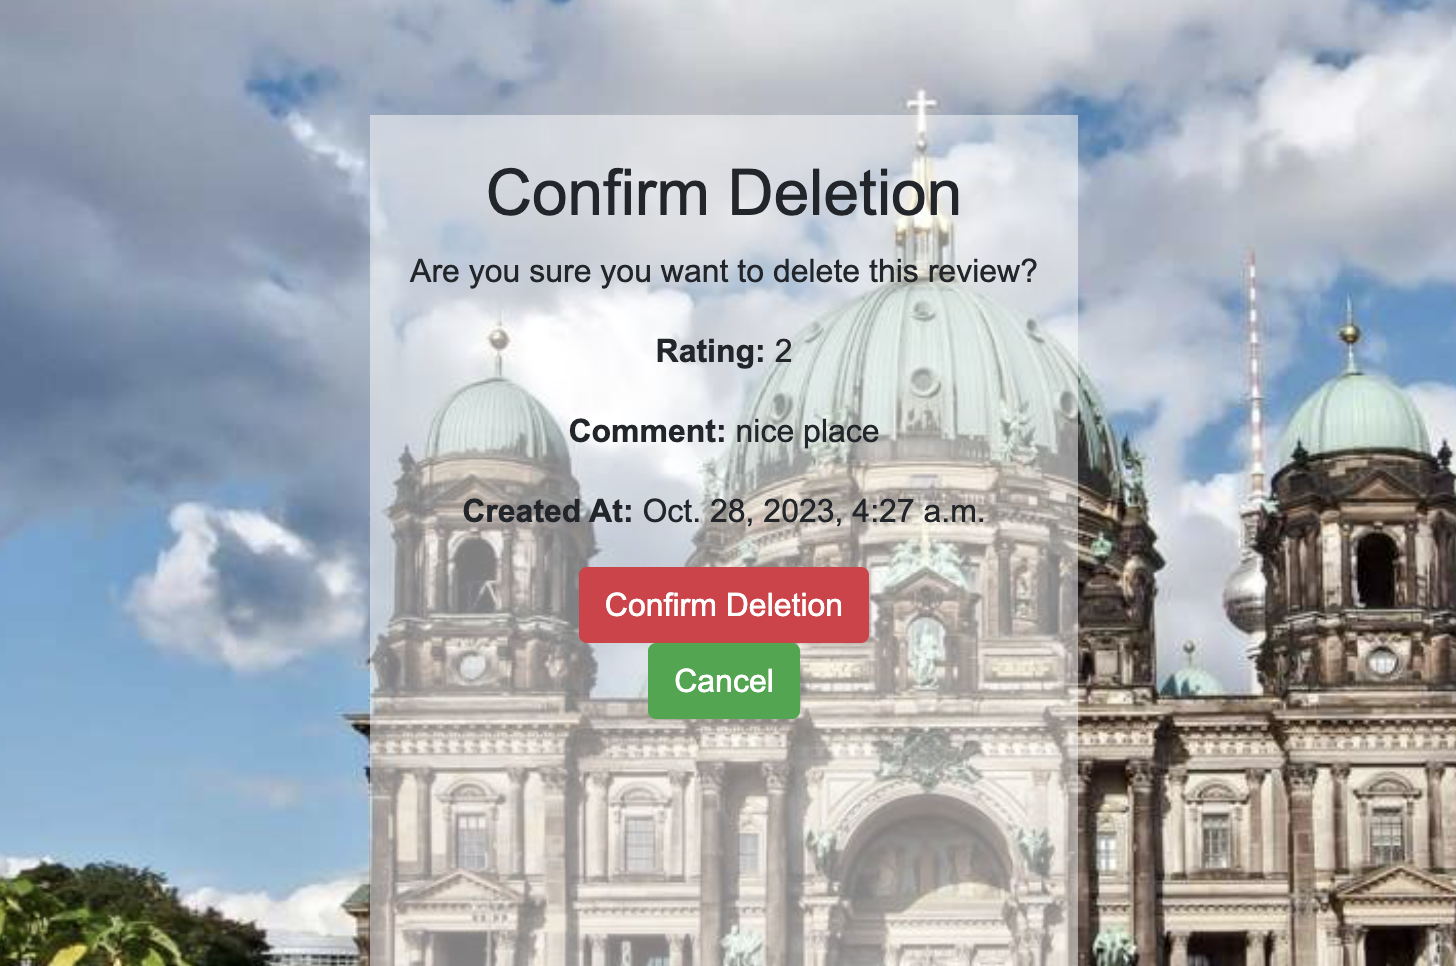 Confirm Deletion
Are you sure you want to delete this review?
Rating: 2
Comment: nice place
Created At: Oct. 28, 2023, 4:27 a.m.
Confirm Deletion
Cancel